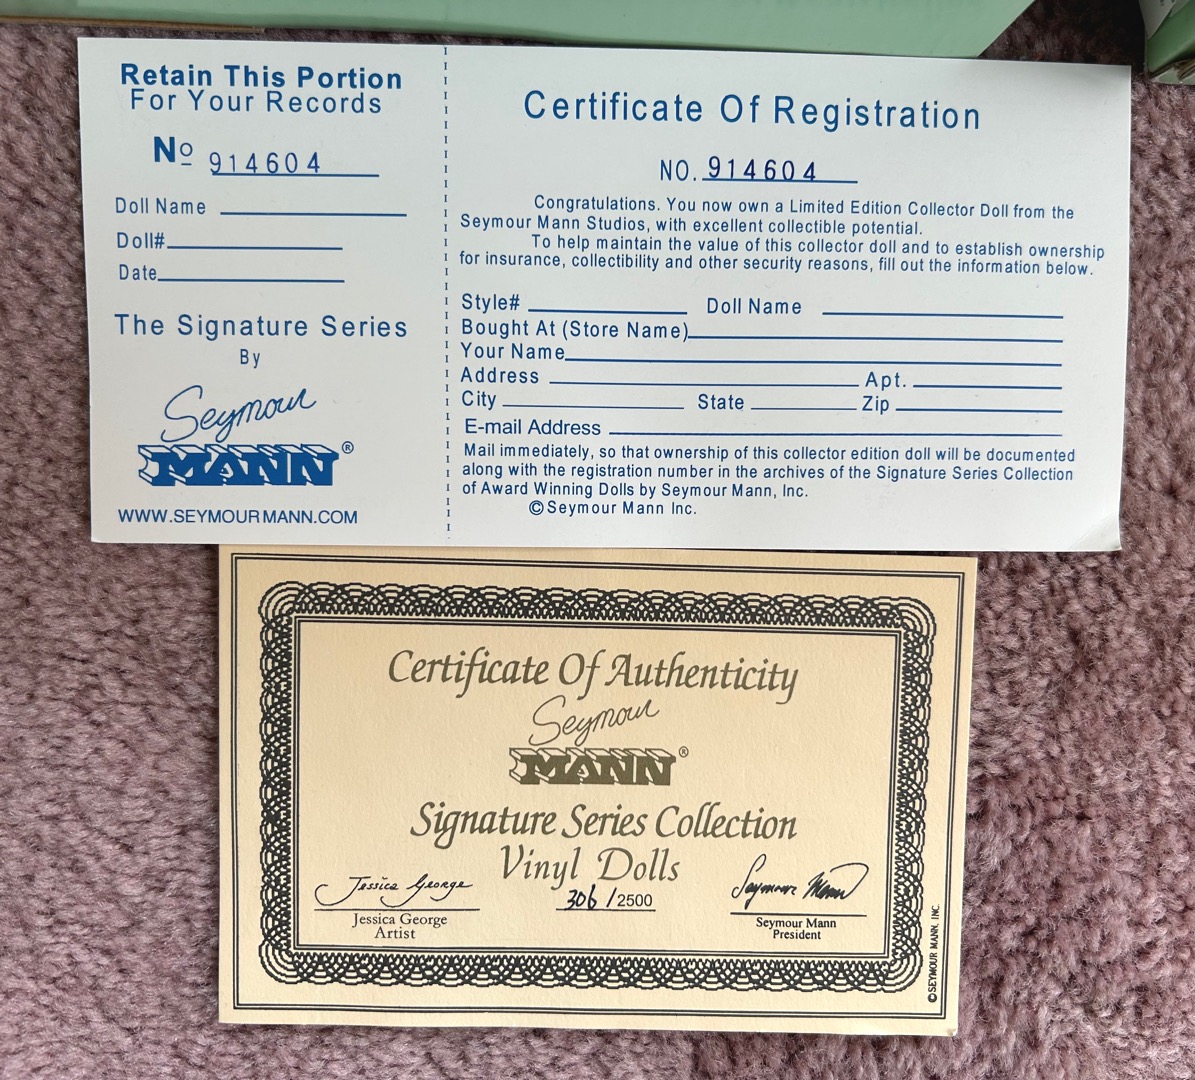 Retain This Portion
For Your Records
Nº 914604
Doll Name
Doll#
Date
The Signature Series
By
Seymour
MANN®
WWW.SEYMOURMANN.COM
Certificate Of Registration
NO. 914604
Congratulations. You now own a Limited Edition Collector Doll from the
Seymour Mann Studios, with excellent collectible potential.
To help maintain the value of this collector doll and to establish ownership
for insurance, collectibility and other security reasons, fill out the information below.
Style# Doll Name
Bought At (Store Name)
Your Name
Address Apt.
City State Zip
E-mail Address
Mail immediately, so that ownership of this collector edition doll will be documented
along with the registration number in the archives of the Signature Series Collection
of Award Winning Dolls by Seymour Mann, Inc.
©Seymour Mann Inc.
Certificate Of Authenticity
Seymour
MANN®
Signature Series Collection
Vinyl Dolls
Jessica George 306/2500 Seymour Mann
Jessica George Seymour Mann
Artist President
©SEYMOUR MANN, INC.